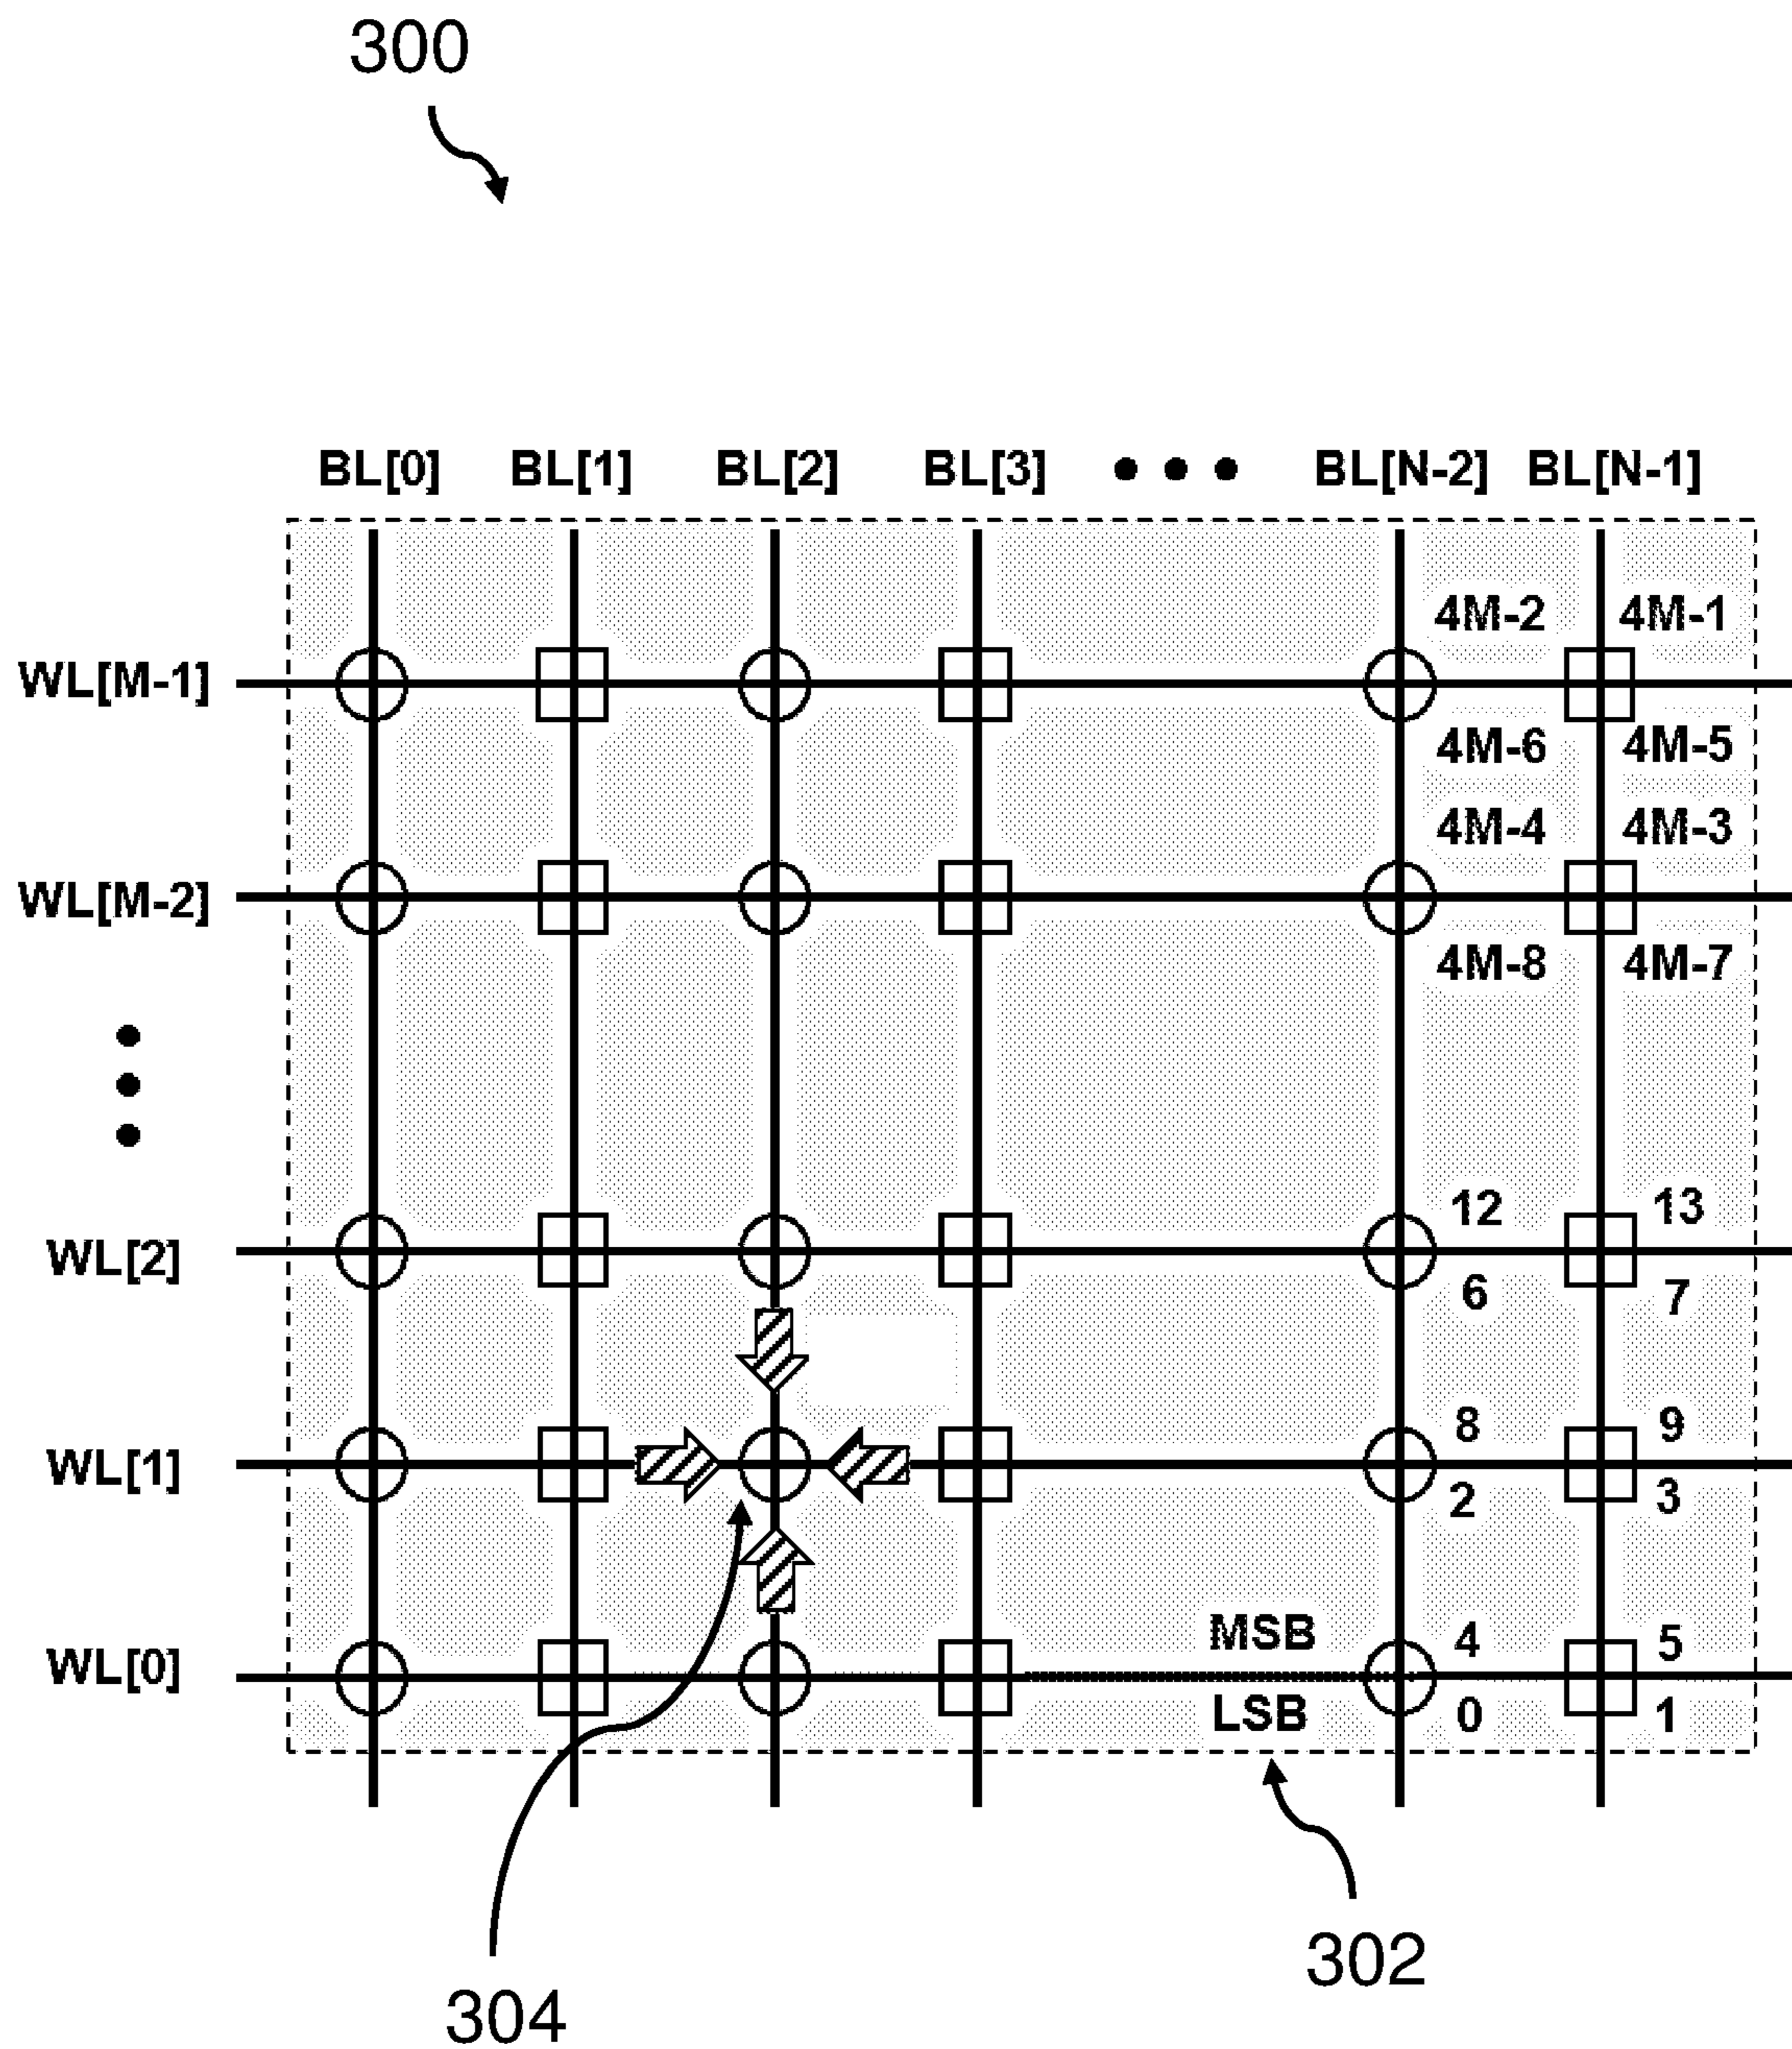 300
BL[0] BL[1] BL[2] BL[3] • • • BL[N-2] BL[N-1]
4M-2 4M-1
WL[M-1]
4M-6 4M-5
4M-4 4M-3
WL[M-2]
4M-8 4M-7
12 13
WL[2]
6 7
8 9
WL[1]
2 3
MSB 4 5
WL[0]
LSB 0 1
302
304